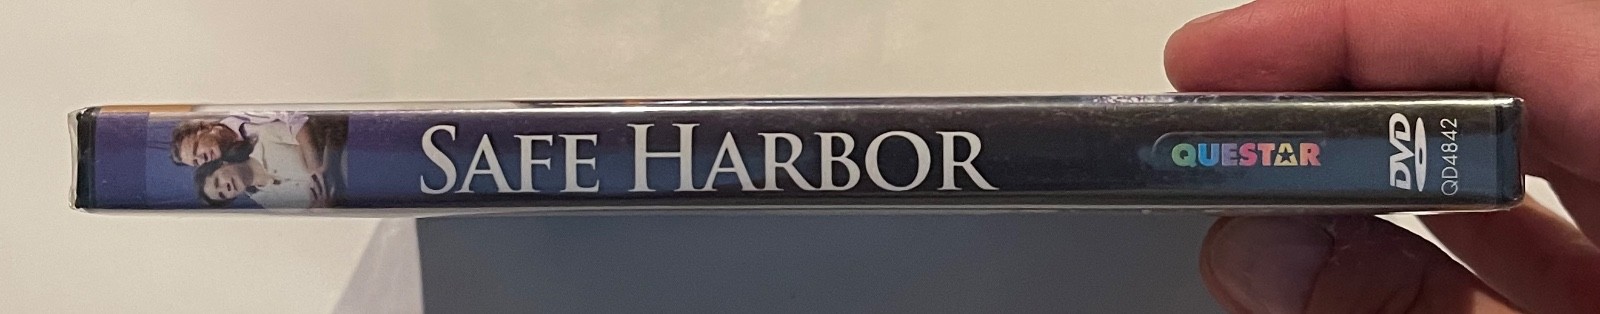 SAFE HARBOR
QUESTAR
DVD
QD4842